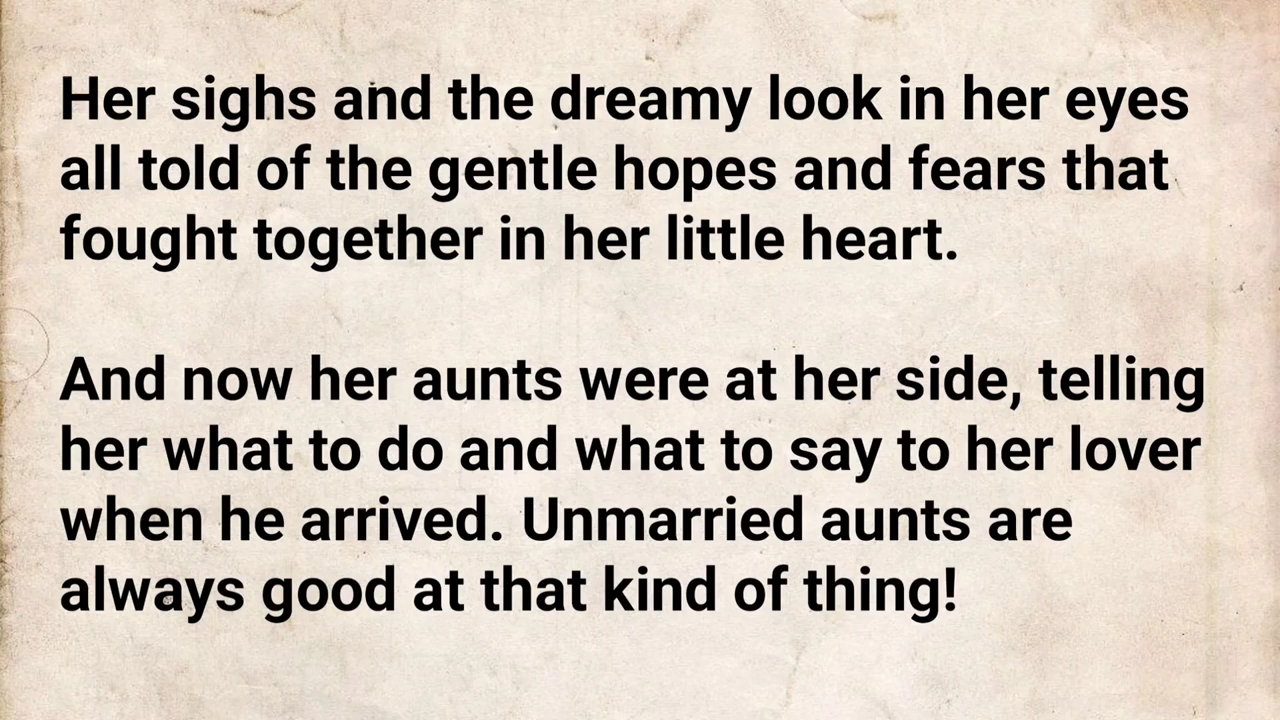 Her sighs and the dreamy look in her eyes
all told of the gentle hopes and fears that
fought together in her little heart.
And now her aunts were at her side, telling
her what to do and what to say to her lover
when he arrived. Unmarried aunts are
always good at that kind of thing!